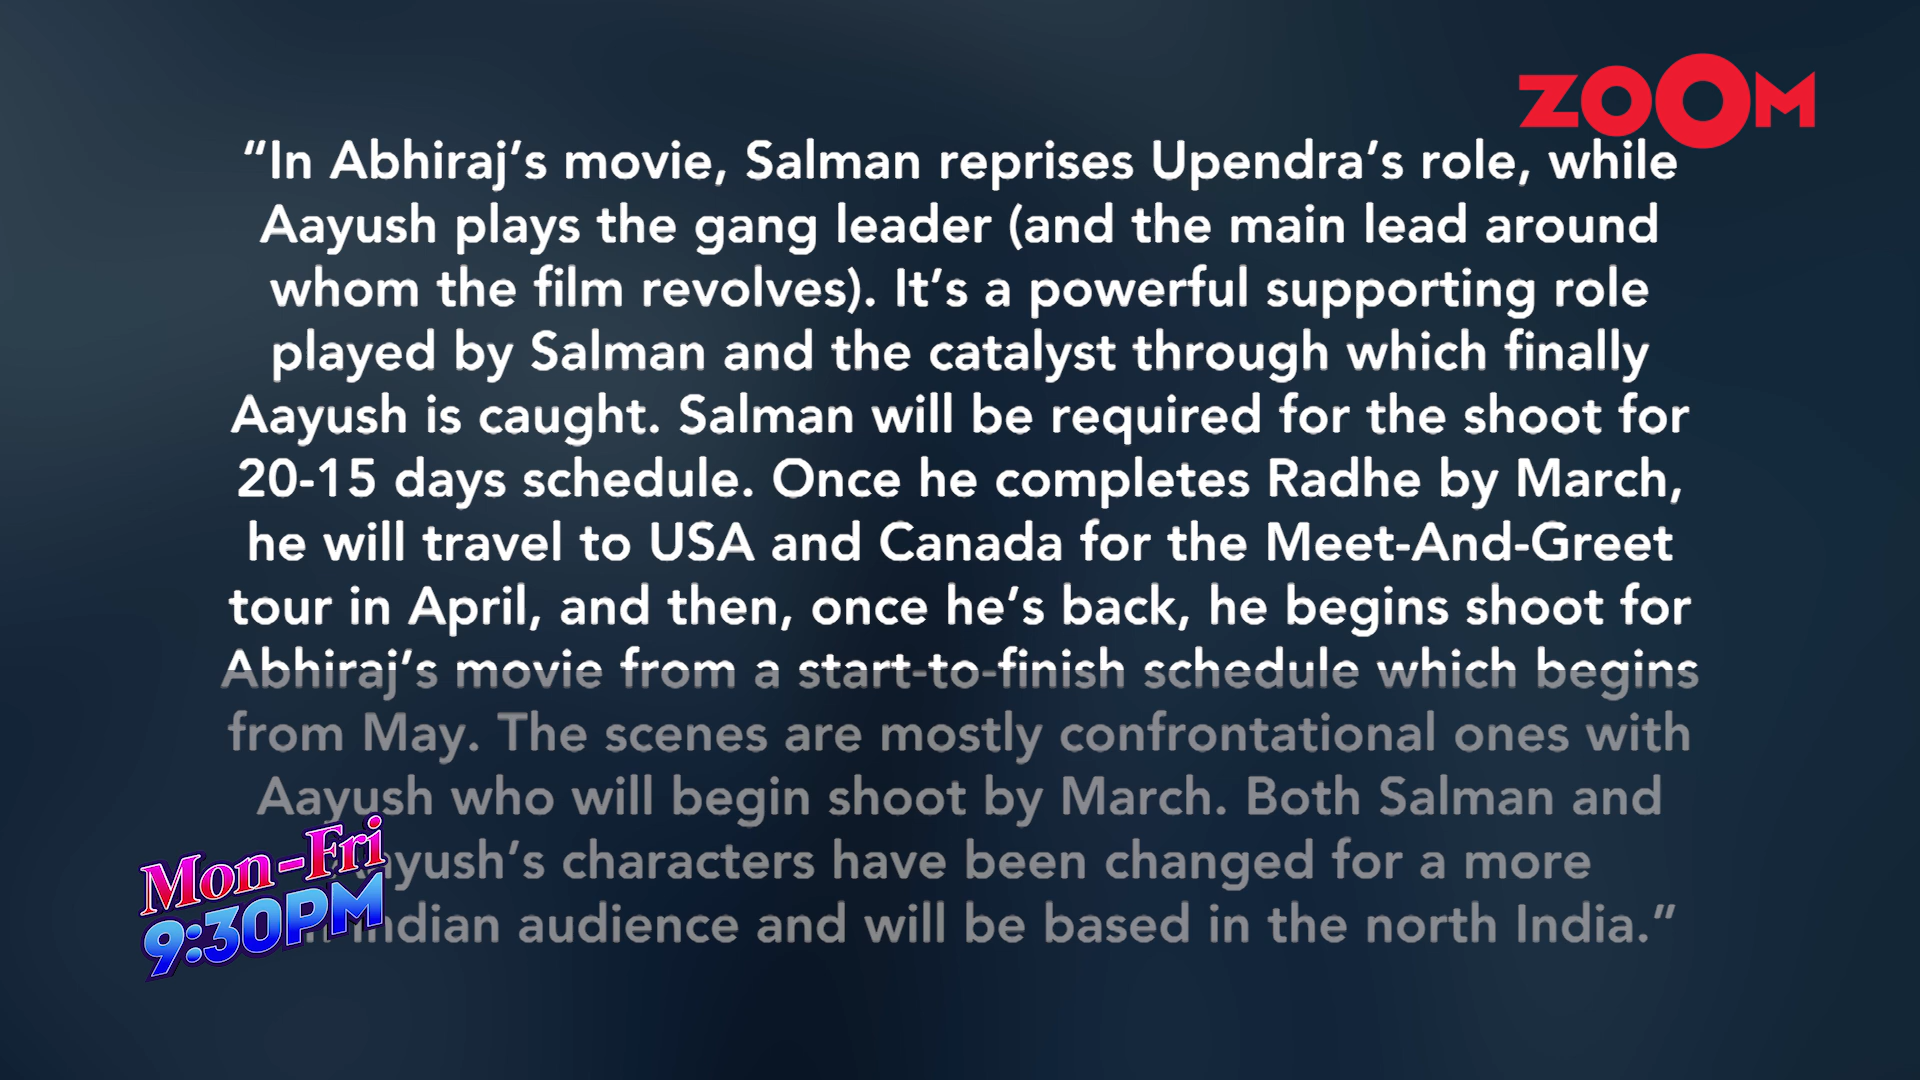 ZOOM
“In Abhiraj’s movie, Salman reprises Upendra’s role, while
Aayush plays the gang leader (and the main lead around
whom the film revolves). It’s a powerful supporting role
played by Salman and the catalyst through which finally
Aayush is caught. Salman will be required for the shoot for
20-15 days schedule. Once he completes Radhe by March,
he will travel to USA and Canada for the Meet-And-Greet
tour in April, and then, once he’s back, he begins shoot for
Abhiraj’s movie from a start-to-finish schedule which begins
from May. The scenes are mostly confrontational ones with
Aayush who will begin shoot by March. Both Salman and
characters have been changed for a more
audience and will be based in the north India.”
Mon-Fri
9:30PM